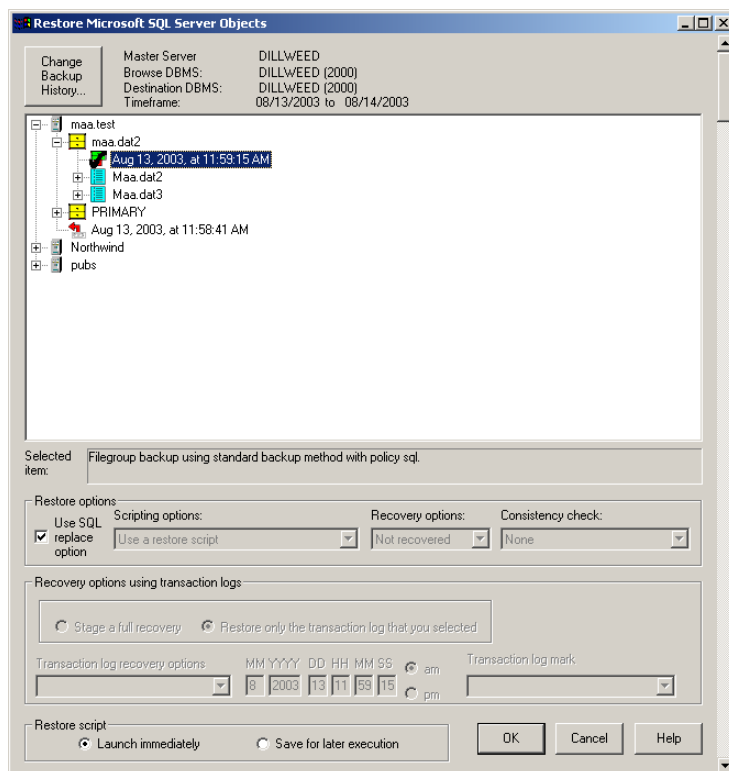 Restore Microsoft SQL Server Objects
Change
Backup
History...
Master Server DILLWEED
Browse DBMS: DILLWEED (2000)
Destination DBMS: DILLWEED (2000)
Timeframe: 08/13/2003 to 08/14/2003
maa.test
maa.dat2
Aug 13, 2003, at 11:59:15 AM
Maa.dat2
Maa.dat3
PRIMARY
Aug 13, 2003, at 11:58:41 AM
Northwind
pubs
Selected item: Filegroup backup using standard backup method with policy sql.
Restore options
Use SQL replace option
Scripting options: Recovery options: Consistency check:
Use a restore script Not recovered None
Recovery options using transaction logs
Stage a full recovery Restore only the transaction log that you selected
Transaction log recovery options MM YYYY DD HH MM SS am Transaction log mark
8 2003 13 11 59 15 pm
Restore script
Launch immediately Save for later execution
OK Cancel Help